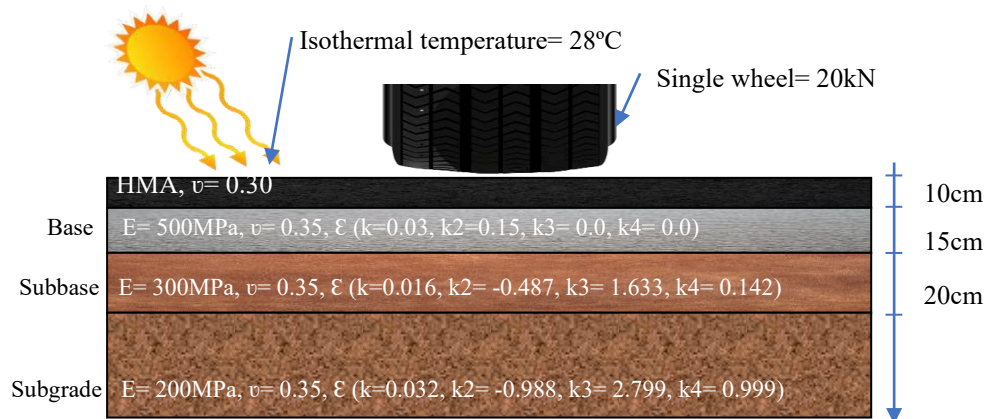 Isothermal temperature= 28ºC
Single wheel= 20kN
HMA, υ= 0.30
10cm
Base
E= 500MPa, υ= 0.35, Ɛ (k=0.03, k2=0.15, k3= 0.0, k4= 0.0)
15cm
Subbase
E= 300MPa, υ= 0.35, Ɛ (k=0.016, k2= -0.487, k3= 1.633, k4= 0.142)
20cm
Subgrade
E= 200MPa, υ= 0.35, Ɛ (k=0.032, k2= -0.988, k3= 2.799, k4= 0.999)